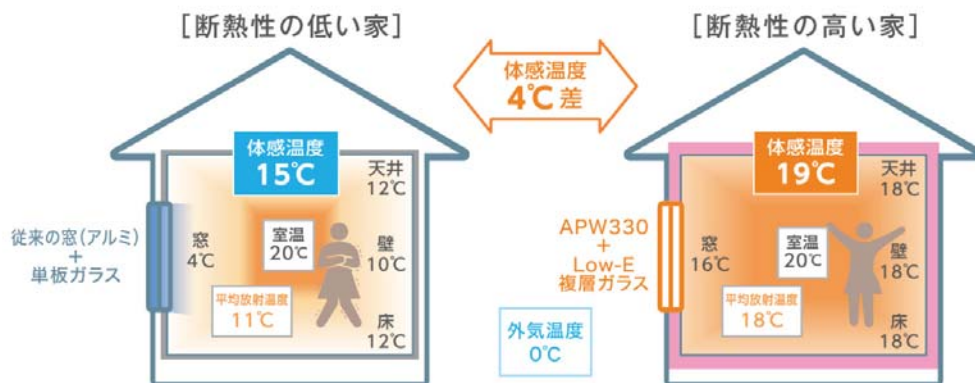 [断熱性の低い家]
体感温度
15℃
天井
12℃
従来の窓(アルミ)
+
単板ガラス
窓
4℃
室温
20℃
壁
10℃
平均放射温度
11℃
床
12℃
体感温度
4℃差
外気温度
0℃
[断熱性の高い家]
体感温度
19℃
天井
18℃
APW330
+
Low-E
複層ガラス
窓
16℃
室温
20℃
壁
18℃
平均放射温度
18℃
床
18℃